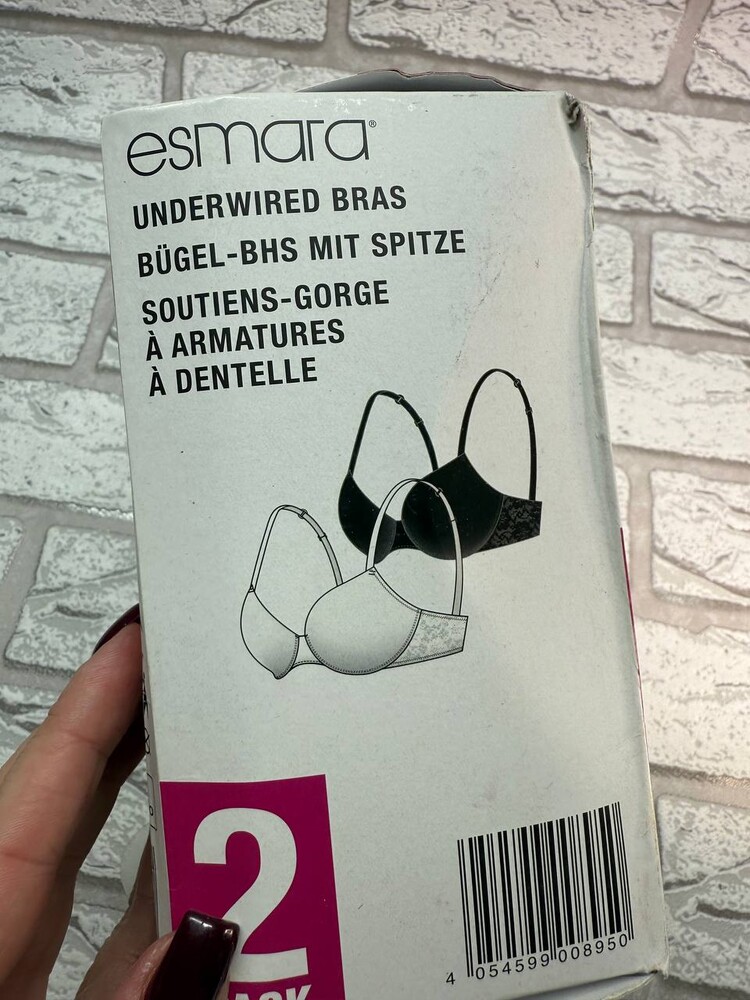 esmara®
UNDERWIRED BRAS
BÜGEL-BHS MIT SPITZE
SOUTIENS-GORGE
À ARMATURES
À DENTELLE
2
4 054599 008950